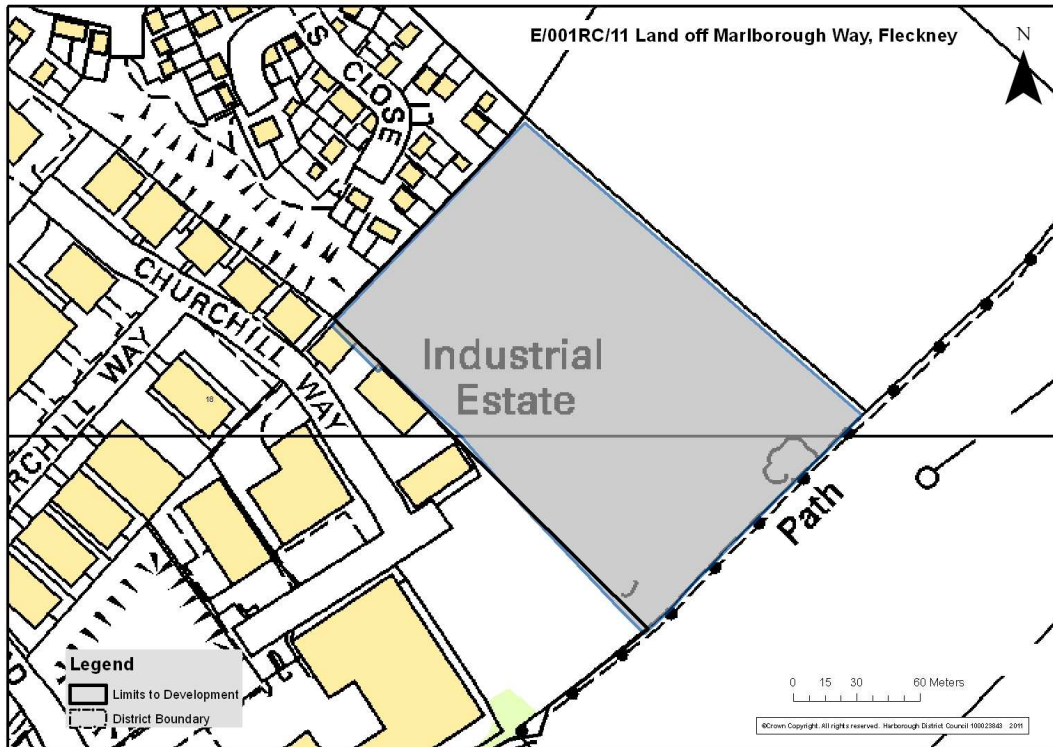 E/001RC/11 Land off Marlborough Way, Fleckney
N
LS
CLOSE
CHURCHILL WAY
Industrial
Estate
18
CHURCHILL WAY
Path
Legend
Limits to Development
District Boundary
0 15 30 60 Meters
©Crown Copyright. All rights reserved. Harborough District Council 100023843 2011